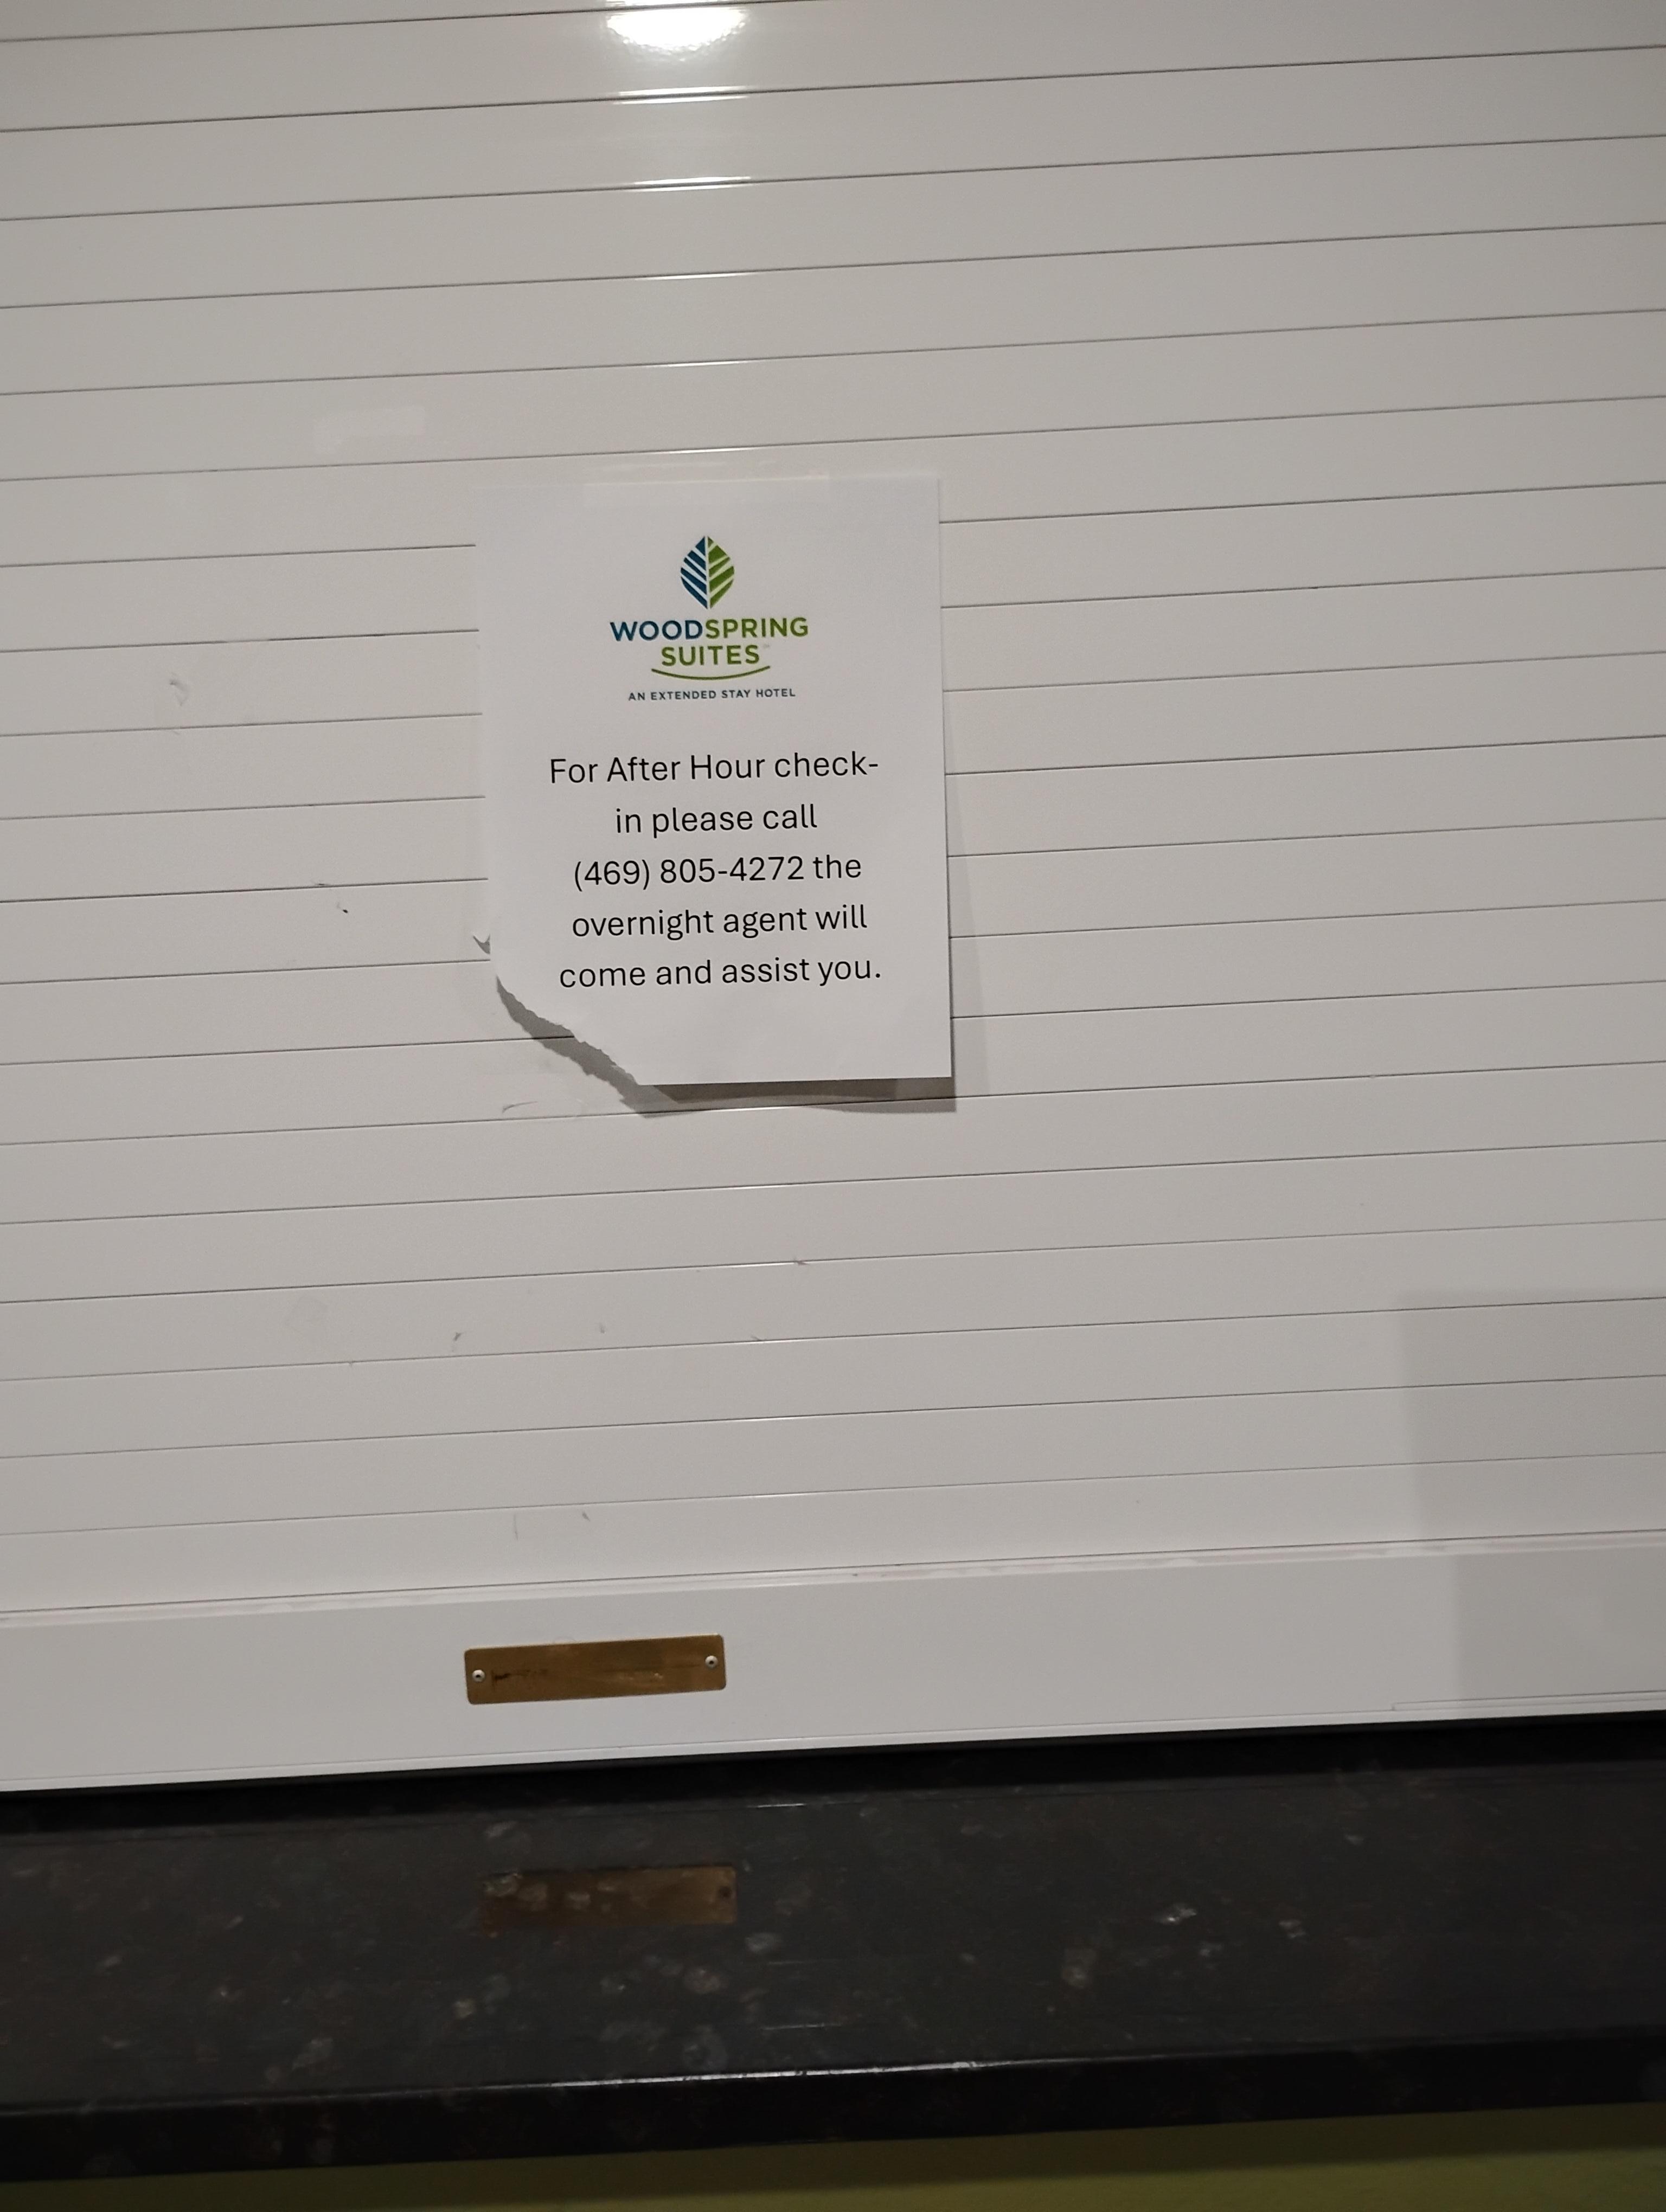 WOODSPRING
SUITES
AN EXTENDED STAY HOTEL
For After Hour check-
in please call
(469) 805-4272 the
overnight agent will
come and assist you.